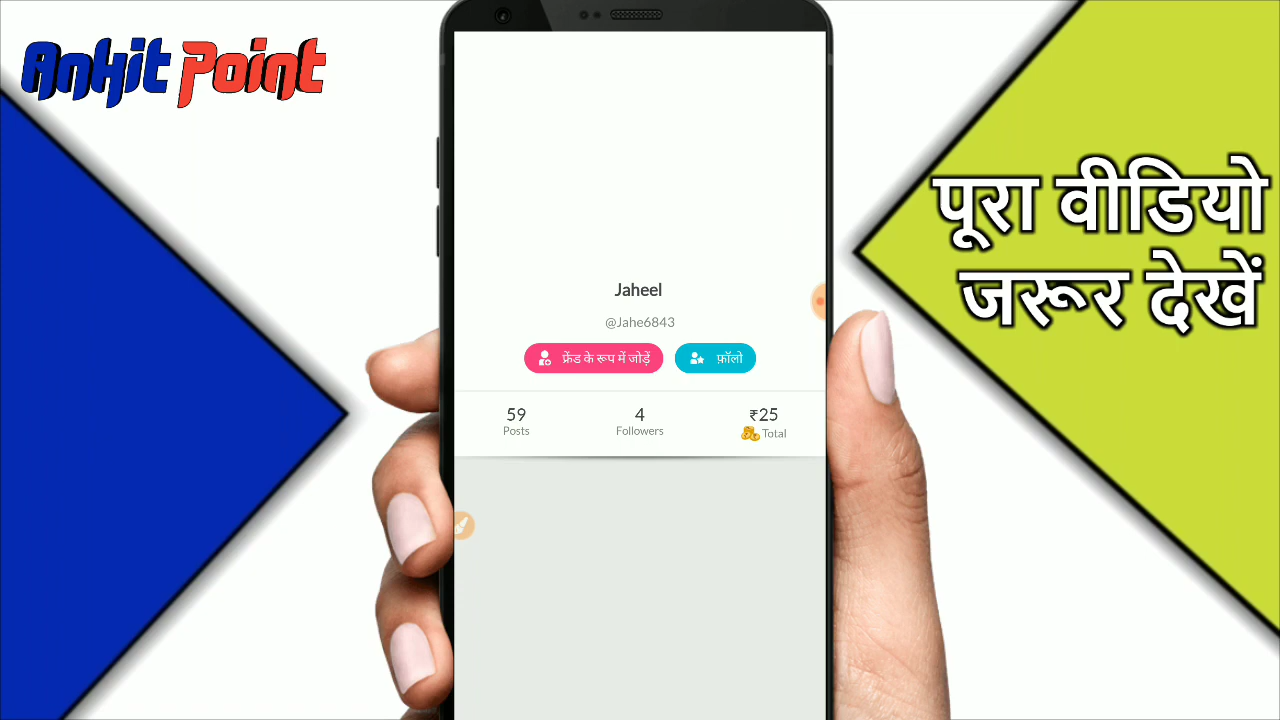 Ankit Point
पूरा वीडियो
जरूर देखें
Jaheel
@Jahe6843
फ्रेंड के रूप में जोड़ें फ़ॉलो
59 4 ₹25
Posts Followers Total